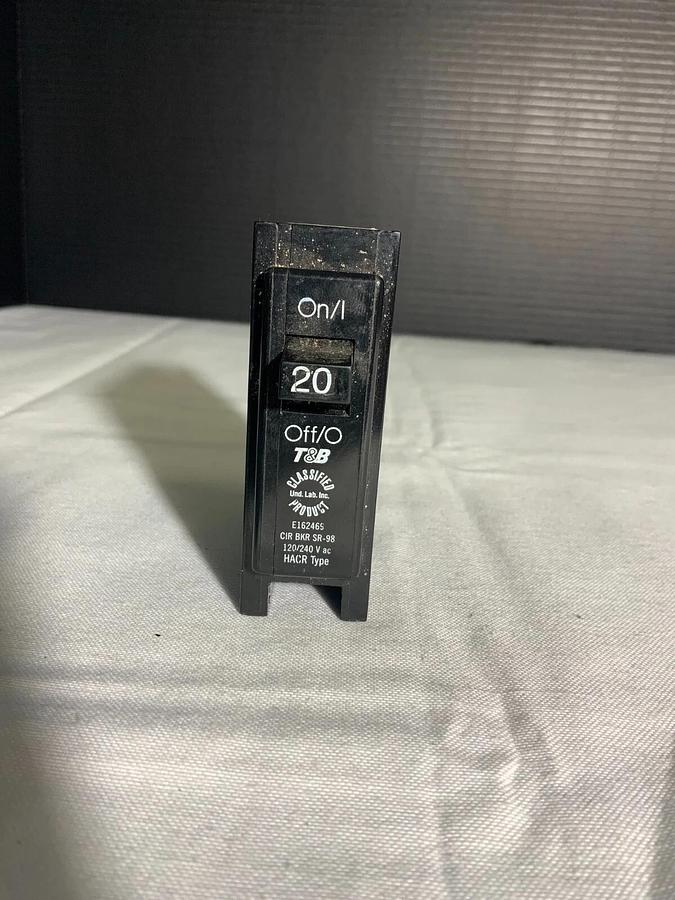 On/I
20
Off/O
T&B
CLASSIFIED
Und. Lab. Inc.
PRODUCT
E162465
CIR BKR SR-98
120/240 V ac
HACR Type